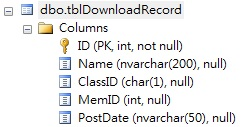 dbo.tblDownloadRecord
Columns
ID (PK, int, not null)
Name (nvarchar(200), null)
ClassID (char(1), null)
MemID (int, null)
PostDate (nvarchar(50), null)